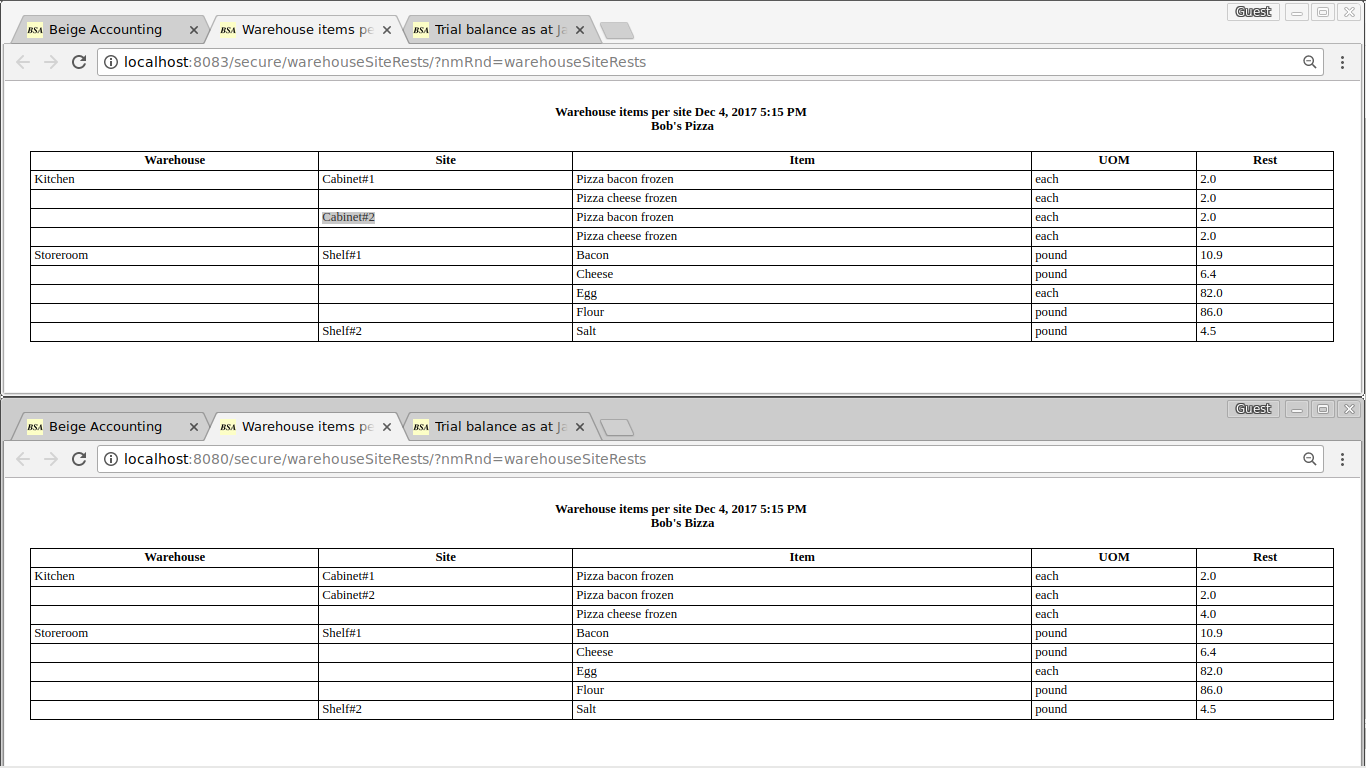 Guest
BSA Beige Accounting
BSA Warehouse items pe
BSA Trial balance as at Ja
localhost:8083/secure/warehouseSiteRests/?nmRnd=warehouseSiteRests
Warehouse items per site Dec 4, 2017 5:15 PM
Bob's Pizza
Warehouse Site Item UOM Rest
Kitchen Cabinet#1 Pizza bacon frozen each 2.0
Pizza cheese frozen each 2.0
Cabinet#2 Pizza bacon frozen each 2.0
Pizza cheese frozen each 2.0
Storeroom Shelf#1 Bacon pound 10.9
Cheese pound 6.4
Egg each 82.0
Flour pound 86.0
Shelf#2 Salt pound 4.5
Guest
BSA Beige Accounting
BSA Warehouse items pe
BSA Trial balance as at Ja
localhost:8080/secure/warehouseSiteRests/?nmRnd=warehouseSiteRests
Warehouse items per site Dec 4, 2017 5:15 PM
Bob's Bizza
Warehouse Site Item UOM Rest
Kitchen Cabinet#1 Pizza bacon frozen each 2.0
Cabinet#2 Pizza bacon frozen each 2.0
Pizza cheese frozen each 4.0
Storeroom Shelf#1 Bacon pound 10.9
Cheese pound 6.4
Egg each 82.0
Flour pound 86.0
Shelf#2 Salt pound 4.5